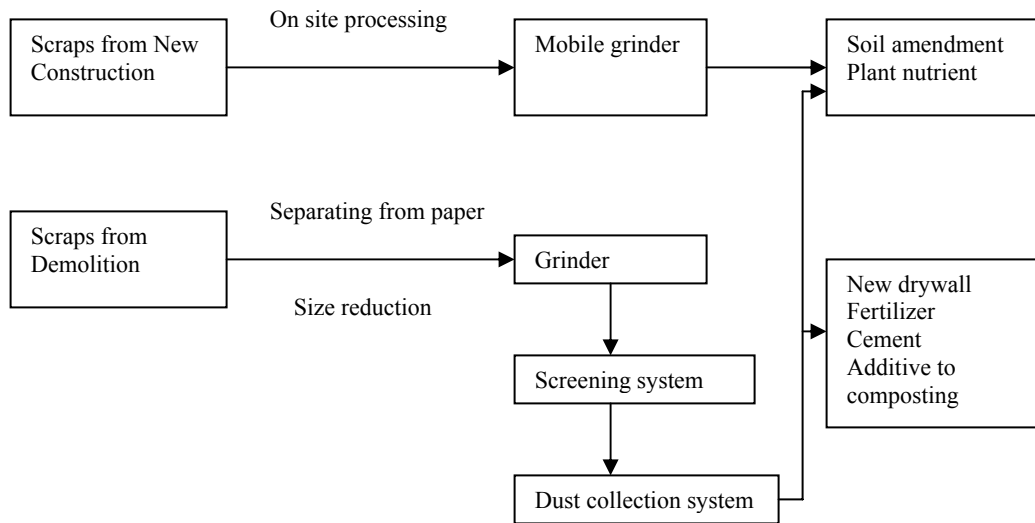 On site processing
Scraps from New
Construction
Mobile grinder
Soil amendment
Plant nutrient
Separating from paper
Scraps from
Demolition
Grinder
Size reduction
New drywall
Fertilizer
Cement
Additive to
composting
Screening system
Dust collection system